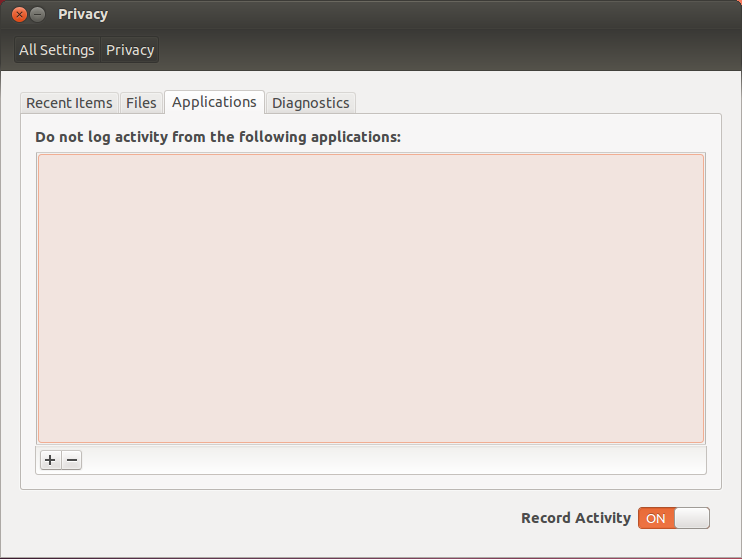 Privacy
All Settings Privacy
Recent Items Files Applications Diagnostics
Do not log activity from the following applications:
Record Activity ON